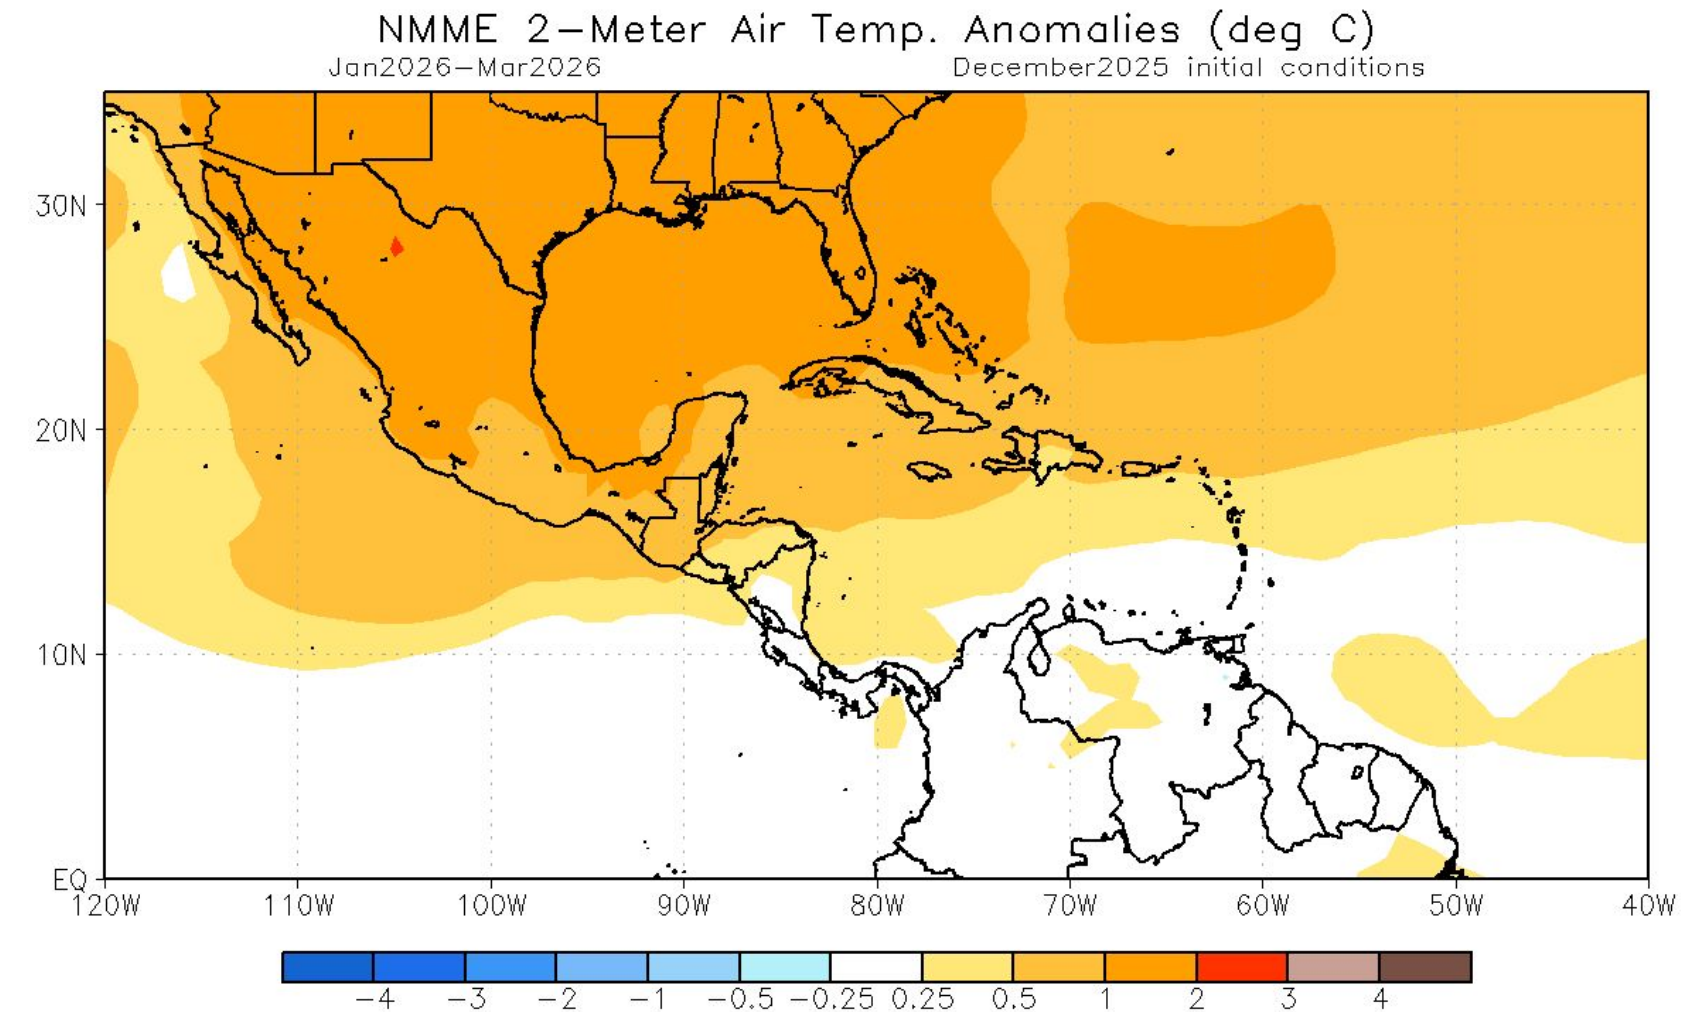 NMME 2-Meter Air Temp. Anomalies (deg C)
Jan2026-Mar2026 December2025 initial conditions
30N
20N
10N
EQ
120W 110W 100W 90W 80W 70W 60W 50W 40W
-4 -3 -2 -1 -0.5 -0.25 0.25 0.5 1 2 3 4